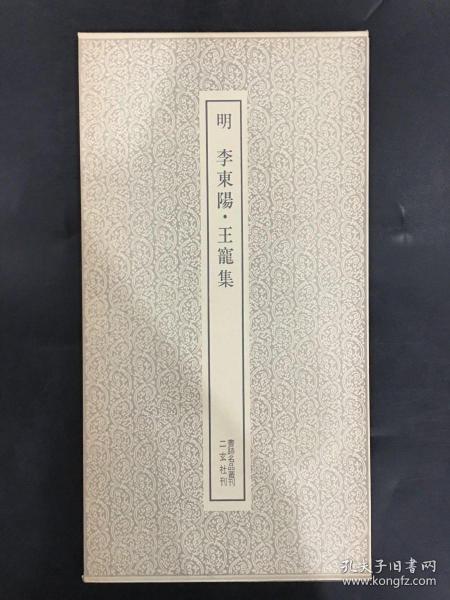 明 李東陽・王寵集
書跡名品叢刊
二玄社刊
孔夫子旧书网
www.kongfz.com